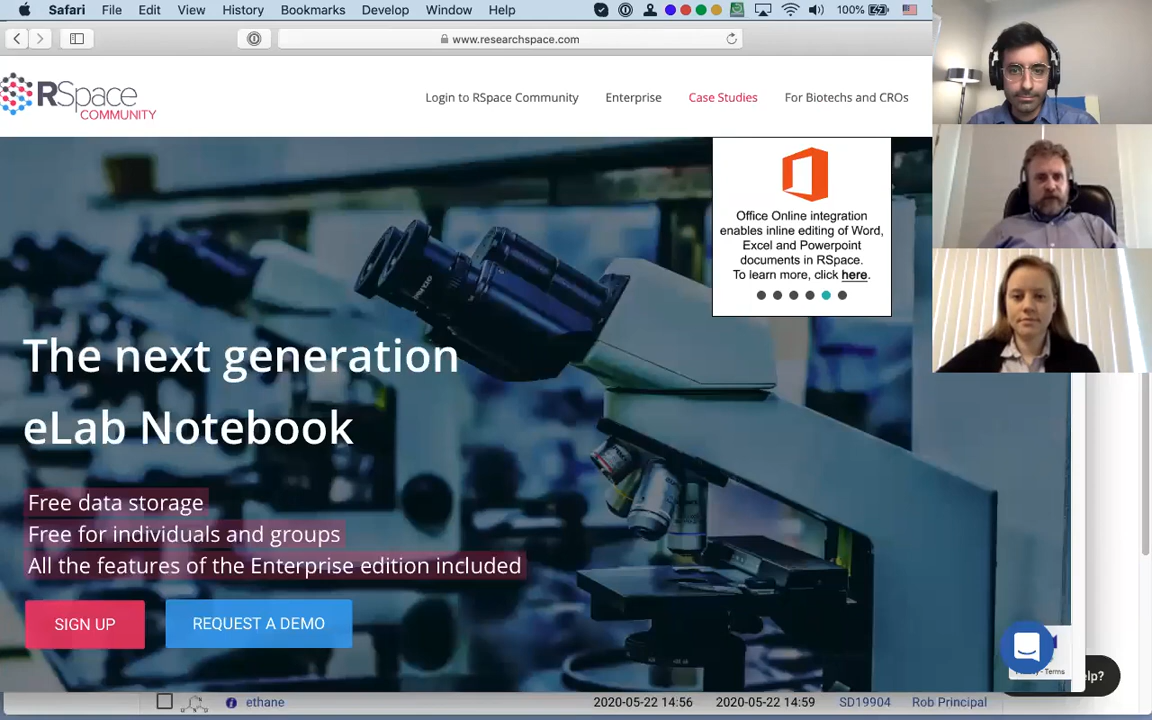 Safari File Edit View History Bookmarks Develop Window Help 100%
www.researchspace.com
RSpace
COMMUNITY
Login to RSpace Community Enterprise Case Studies For Biotechs and CROs
Office Online integration
enables inline editing of Word,
Excel and Powerpoint
documents in RSpace.
To learn more, click here.
The next generation
eLab Notebook
Free data storage
Free for individuals and groups
All the features of the Enterprise edition included
SIGN UP REQUEST A DEMO
ethane 2020-05-22 14:56 2020-05-22 14:59 SD19904 Rob Principal